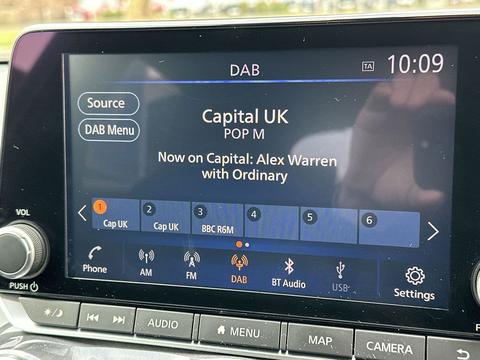 DAB
TA
10:09
Source
DAB Menu
Capital UK
POP M
Now on Capital: Alex Warren
with Ordinary
1 2 3 4 5 6
Cap UK Cap UK BBC R6M
Phone AM FM DAB BT Audio USB Settings
VOL
PUSH
AUDIO MENU MAP CAMERA